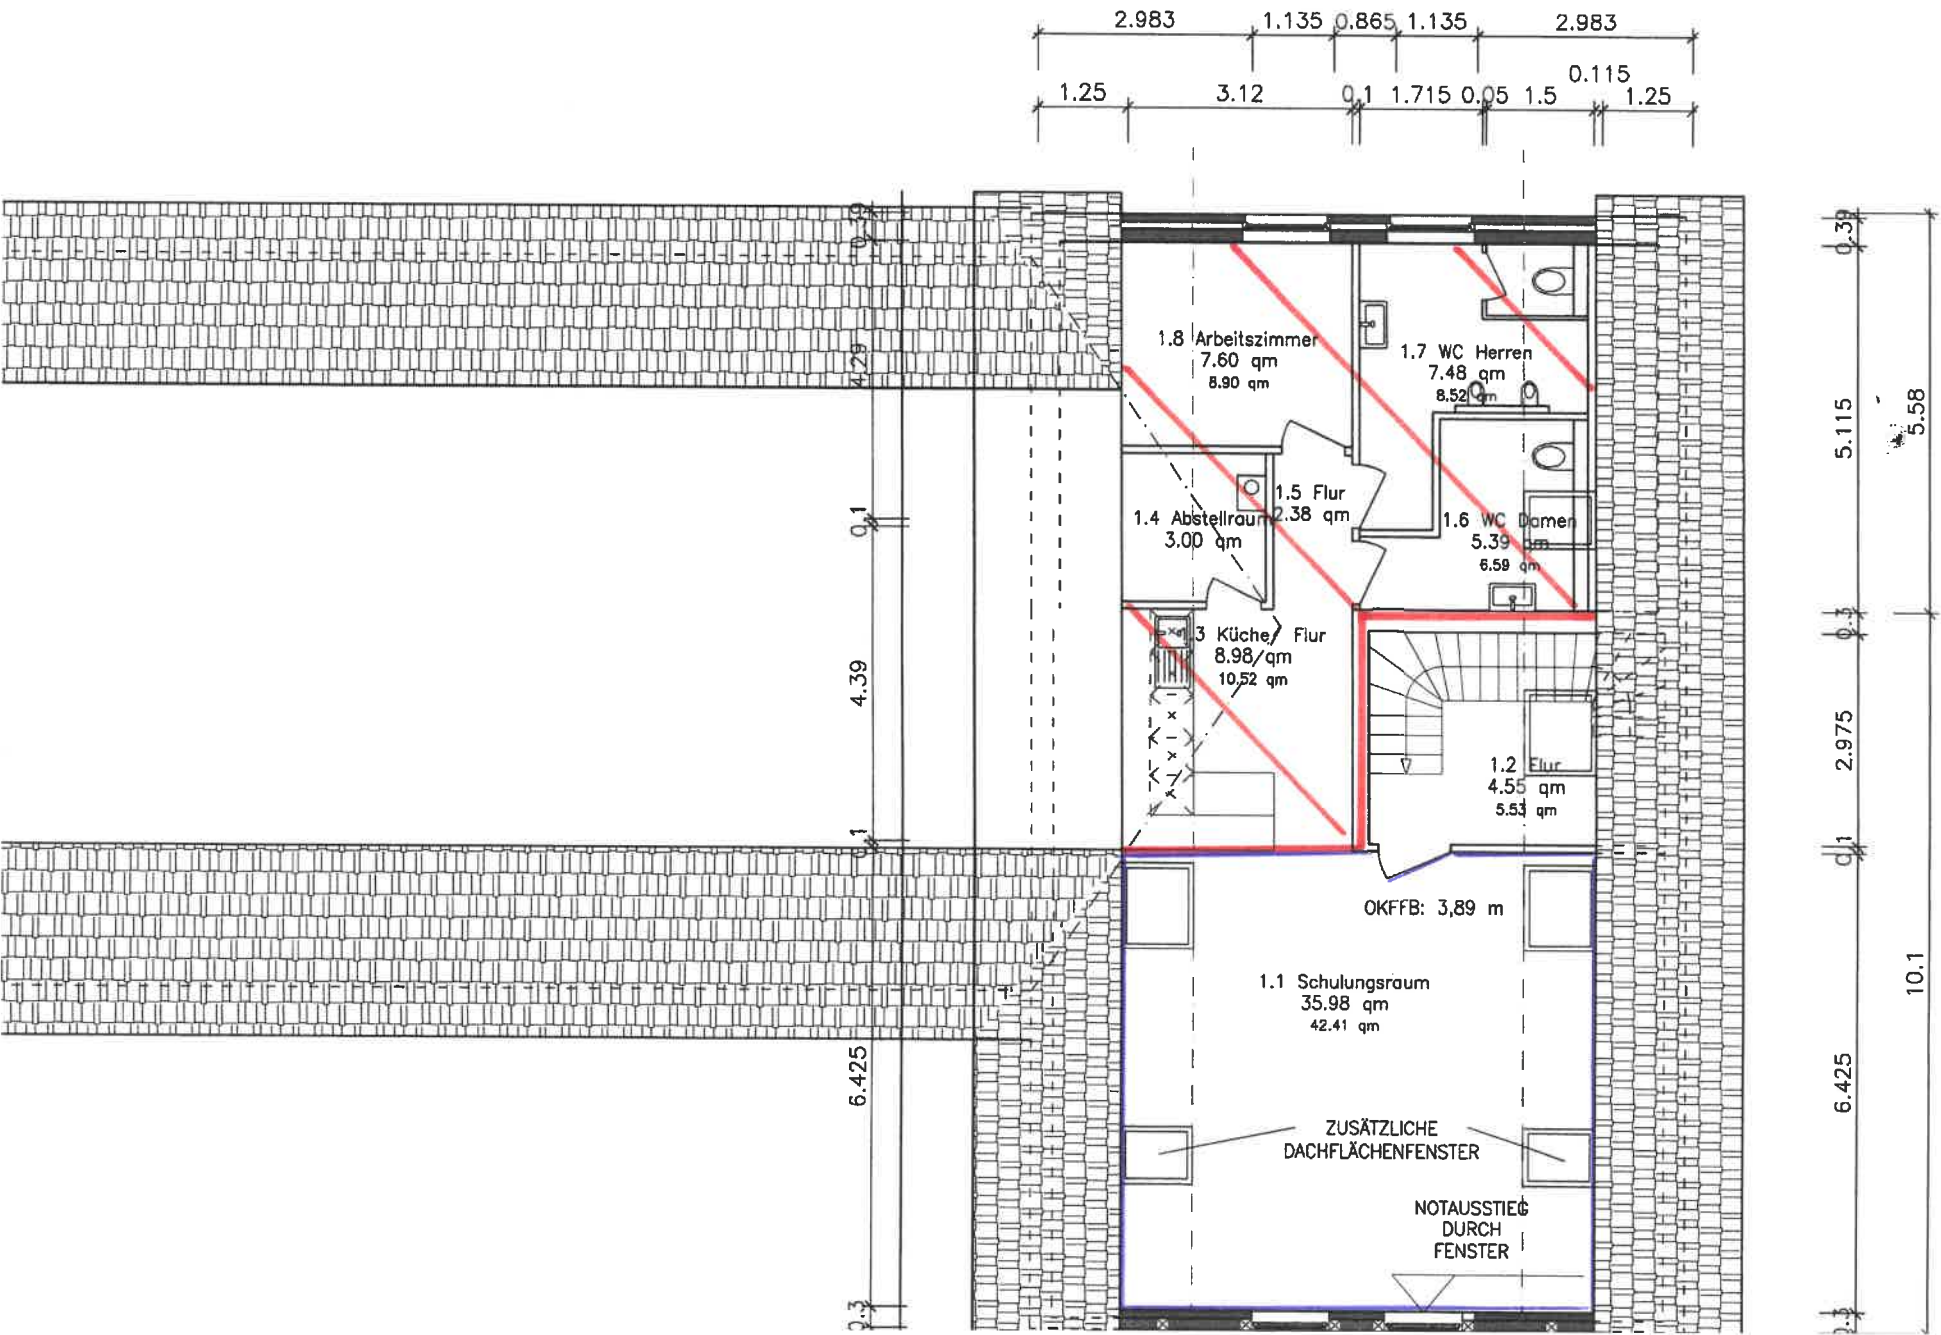 2.983 1.135 0.865 1.135 2.983
0.115
1.25 3.12 0.1 1.715 0.05 1.5 1.25
0.39
4.29
0.1
4.39
0.1
6.425
0.3
1.8 Arbeitszimmer
7.60 qm
8.90 qm
1.7 WC Herren
7.48 qm
8.52 qm
1.5 Flur
2.38 qm
1.4 Abstellraum
3.00 qm
1.6 WC Damen
5.39 qm
6.59 qm
.3 Küche/ Flur
8.98/qm
10.52 qm
1.2 Flur
4.55 qm
5.53 qm
OKFFB: 3,89 m
1.1 Schulungsraum
35.98 qm
42.41 qm
ZUSÄTZLICHE
DACHFLÄCHENFENSTER
NOTAUSSTIEG
DURCH
FENSTER
0.39
5.115
5.58
0.3
2.975
0.1
10.1
6.425
0.3